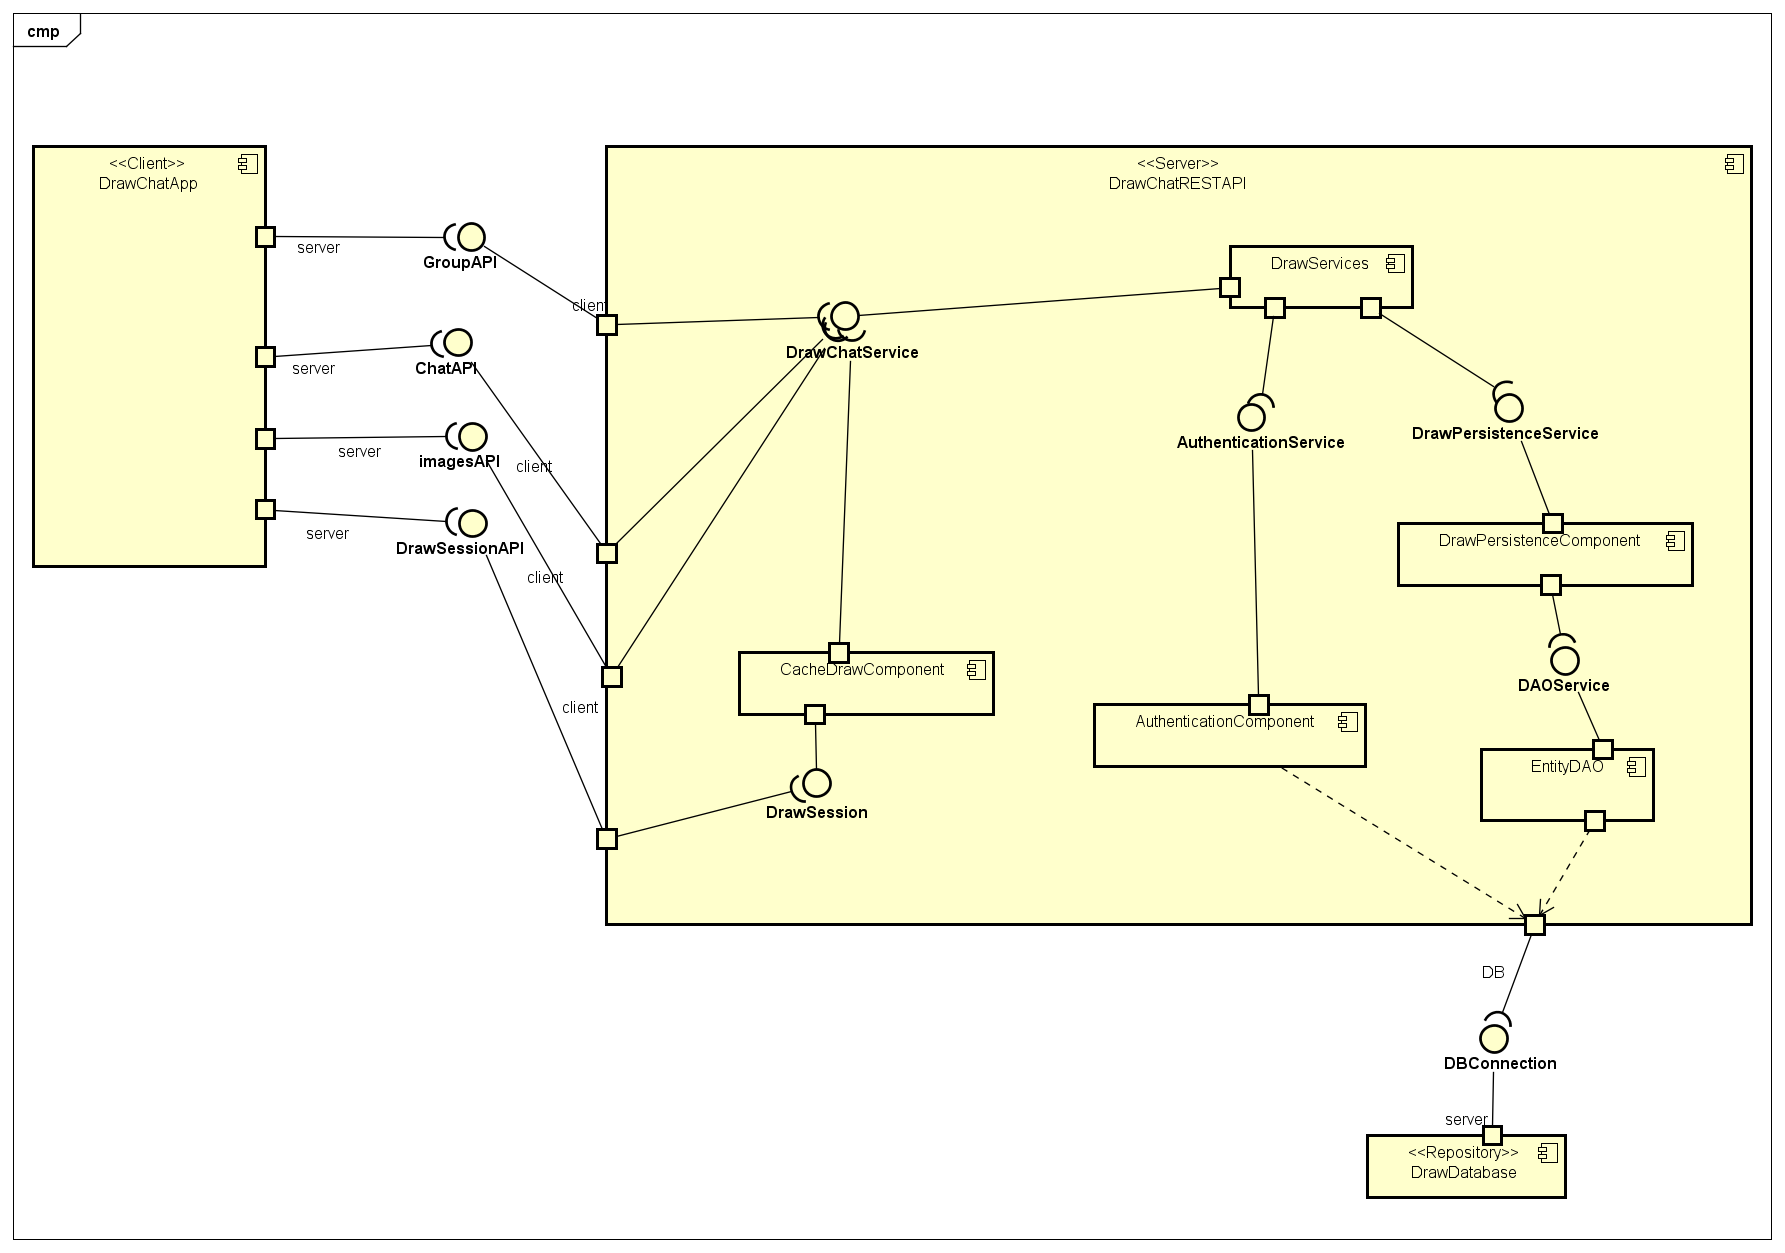 cmp
<<Client>>
DrawChatApp
<<Server>>
DrawChatRESTAPI
server
GroupAPI
client
server
ChatAPI
client
server
imagesAPI
client
server
DrawSessionAPI
client
DrawServices
DrawChatService
AuthenticationService
DrawPersistenceService
DrawPersistenceComponent
CacheDrawComponent
DAOService
AuthenticationComponent
EntityDAO
DrawSession
DB
DBConnection
server
<<Repository>>
DrawDatabase